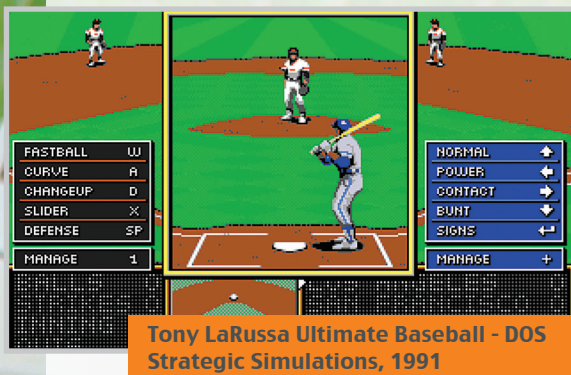 FASTBALL W
CURVE A
CHANGEUP D
SLIDER X
DEFENSE SP
MANAGE 1
NORMAL ↑
POWER ←
CONTACT →
BUNT ↓
SIGNS ↵
MANAGE +
Tony LaRussa Ultimate Baseball - DOS
Strategic Simulations, 1991